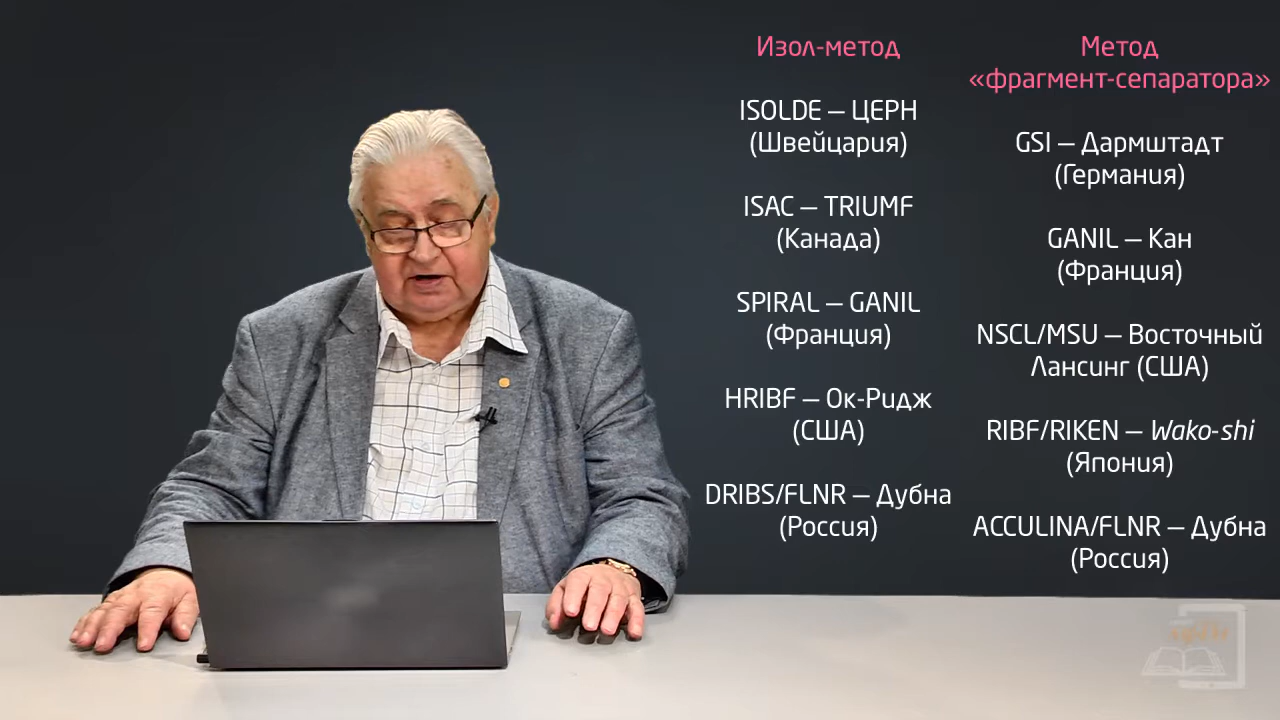 Изол-метод
ISOLDE – ЦЕРН
(Швейцария)
ISAC – TRIUMF
(Канада)
SPIRAL – GANIL
(Франция)
HRIBF – Ок-Ридж
(США)
DRIBS/FLNR – Дубна
(Россия)
Метод
«фрагмент-сепаратора»
GSI – Дармштадт
(Германия)
GANIL – Кан
(Франция)
NSCL/MSU – Восточный
Лансинг (США)
RIBF/RIKEN – Wako-shi
(Япония)
ACCULINA/FLNR – Дубна
(Россия)